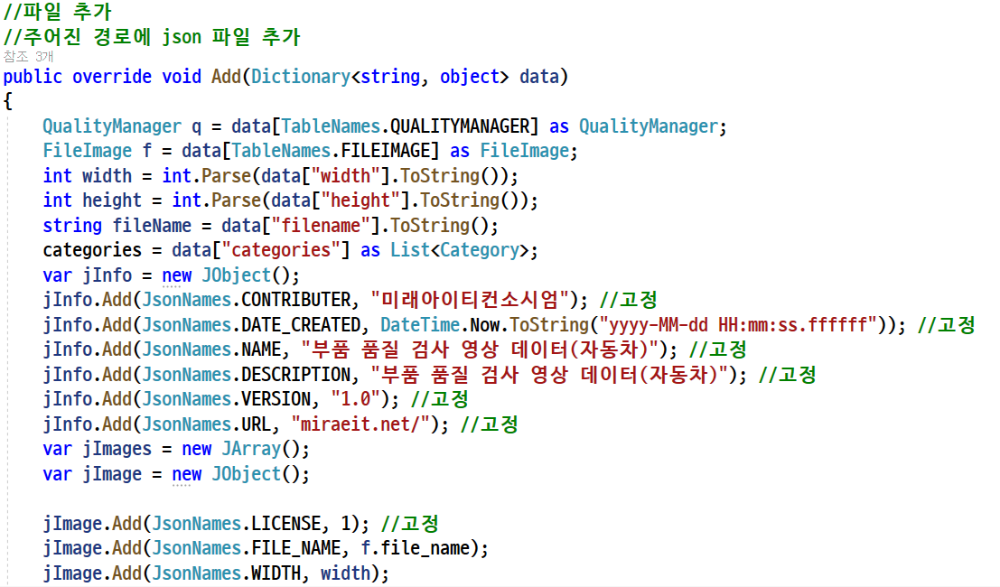 //파일 추가
//주어진 경로에 json 파일 추가
참조 3개
public override void Add(Dictionary<string, object> data)
{
QualityManager q = data[TableNames.QUALITYMANAGER] as QualityManager;
FileImage f = data[TableNames.FILEIMAGE] as FileImage;
int width = int.Parse(data["width"].ToString());
int height = int.Parse(data["height"].ToString());
string fileName = data["filename"].ToString();
categories = data["categories"] as List<Category>;
var jInfo = new JObject();
jInfo.Add(JsonNames.CONTRIBUTER, "미래아이티컨소시엄"); //고정
jInfo.Add(JsonNames.DATE_CREATED, DateTime.Now.ToString("yyyy-MM-dd HH:mm:ss.ffffff")); //고정
jInfo.Add(JsonNames.NAME, "부품 품질 검사 영상 데이터(자동차)"); //고정
jInfo.Add(JsonNames.DESCRIPTION, "부품 품질 검사 영상 데이터(자동차)"); //고정
jInfo.Add(JsonNames.VERSION, "1.0"); //고정
jInfo.Add(JsonNames.URL, "miraeit.net/"); //고정
var jImages = new JArray();
var jImage = new JObject();
jImage.Add(JsonNames.LICENSE, 1); //고정
jImage.Add(JsonNames.FILE_NAME, f.file_name);
jImage.Add(JsonNames.WIDTH, width);